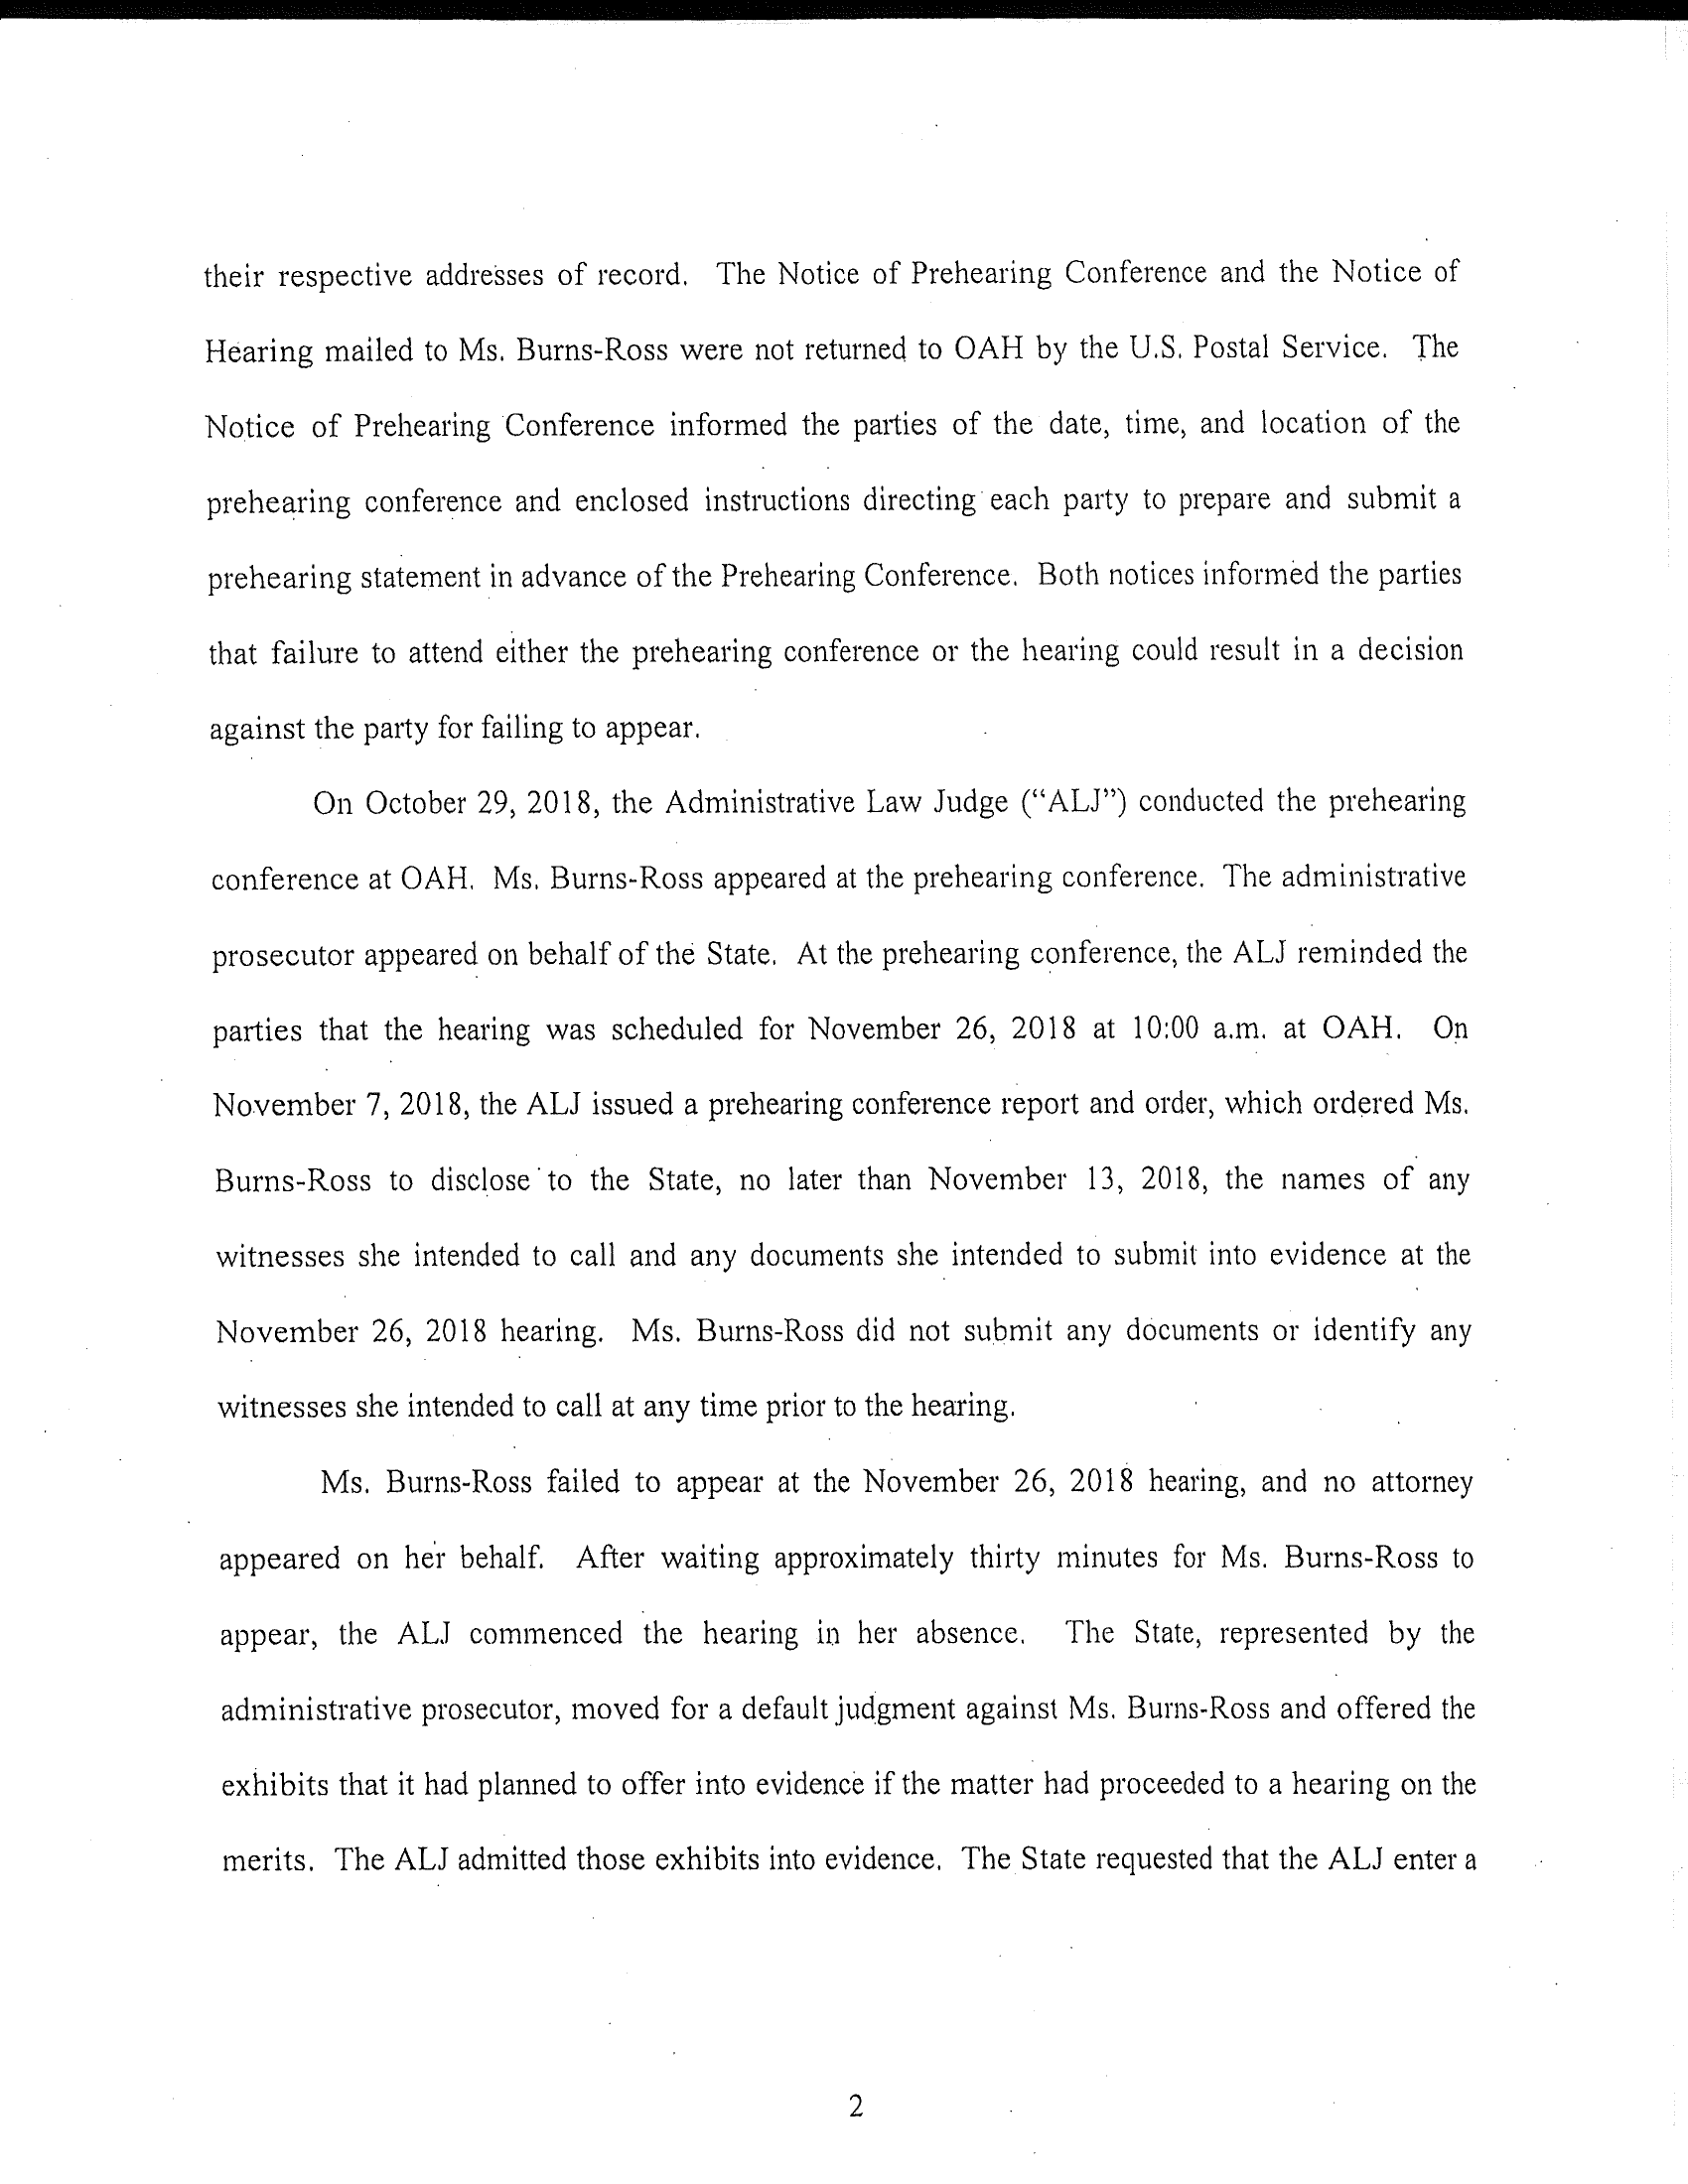 their respective addresses of record. The Notice of Prehearing Conference and the Notice of
Hearing mailed to Ms. Burns-Ross were not returned to OAH by the U.S. Postal Service. The
Notice of Prehearing Conference informed the parties of the date, time, and location of the
prehearing conference and enclosed instructions directing each party to prepare and submit a
prehearing statement in advance of the Prehearing Conference. Both notices informed the parties
that failure to attend either the prehearing conference or the hearing could result in a decision
against the party for failing to appear.
On October 29, 2018, the Administrative Law Judge (“ALJ”) conducted the prehearing
conference at OAH. Ms. Burns-Ross appeared at the prehearing conference. The administrative
prosecutor appeared on behalf of the State. At the prehearing conference, the ALJ reminded the
parties that the hearing was scheduled for November 26, 2018 at 10:00 a.m. at OAH. On
November 7, 2018, the ALJ issued a prehearing conference report and order, which ordered Ms.
Burns-Ross to disclose to the State, no later than November 13, 2018, the names of any
witnesses she intended to call and any documents she intended to submit into evidence at the
November 26, 2018 hearing. Ms. Burns-Ross did not submit any documents or identify any
witnesses she intended to call at any time prior to the hearing.
Ms. Burns-Ross failed to appear at the November 26, 2018 hearing, and no attorney
appeared on her behalf. After waiting approximately thirty minutes for Ms. Burns-Ross to
appear, the ALJ commenced the hearing in her absence. The State, represented by the
administrative prosecutor, moved for a default judgment against Ms. Burns-Ross and offered the
exhibits that it had planned to offer into evidence if the matter had proceeded to a hearing on the
merits. The ALJ admitted those exhibits into evidence. The State requested that the ALJ enter a
2